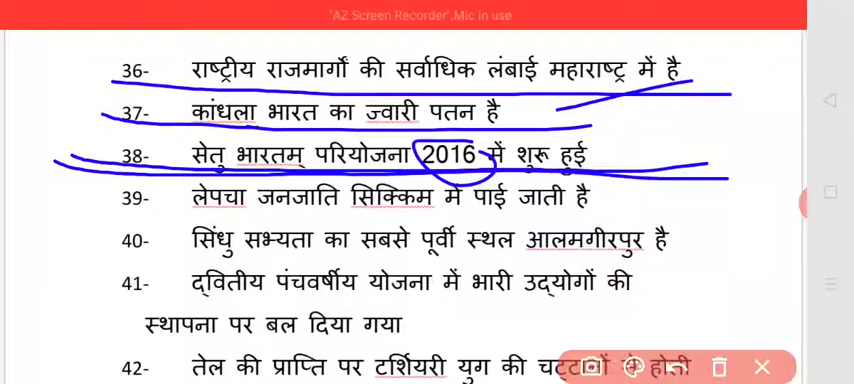 "AZ Screen Recorder",Mic in use
36- राष्ट्रीय राजमार्गों की सर्वाधिक लंबाई महाराष्ट्र में है
37- कांधला भारत का ज्वारी पतन है
38- सेतु भारतम् परियोजना 2016 में शुरू हुई
39- लेपचा जनजाति सिक्किम में पाई जाती है
40- सिंधु सभ्यता का सबसे पूर्वी स्थल आलमगीरपुर है
41- द्वितीय पंचवर्षीय योजना में भारी उद्योगों की
स्थापना पर बल दिया गया
42- तेल की प्राप्ति पर टर्शियरी युग की चट्टानों से होती